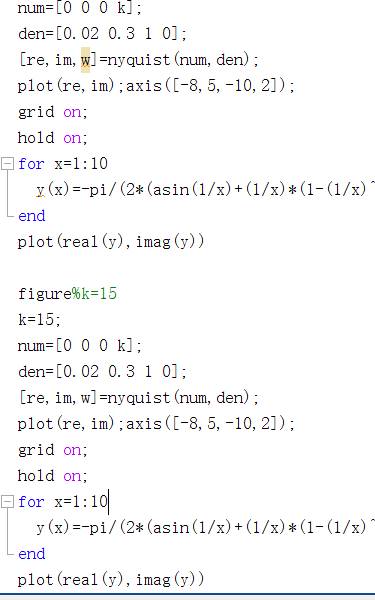 num=[0 0 0 k];
den=[0.02 0.3 1 0];
[re,im,w]=nyquist(num,den);
plot(re,im);axis([-8,5,-10,2]);
grid on;
hold on;
for x=1:10
y(x)=-pi/(2*(asin(1/x)+(1/x)*(1-(1/x)^
end
plot(real(y),imag(y))
figure%k=15
k=15;
num=[0 0 0 k];
den=[0.02 0.3 1 0];
[re,im,w]=nyquist(num,den);
plot(re,im);axis([-8,5,-10,2]);
grid on;
hold on;
for x=1:10
y(x)=-pi/(2*(asin(1/x)+(1/x)*(1-(1/x)^
end
plot(real(y),imag(y))